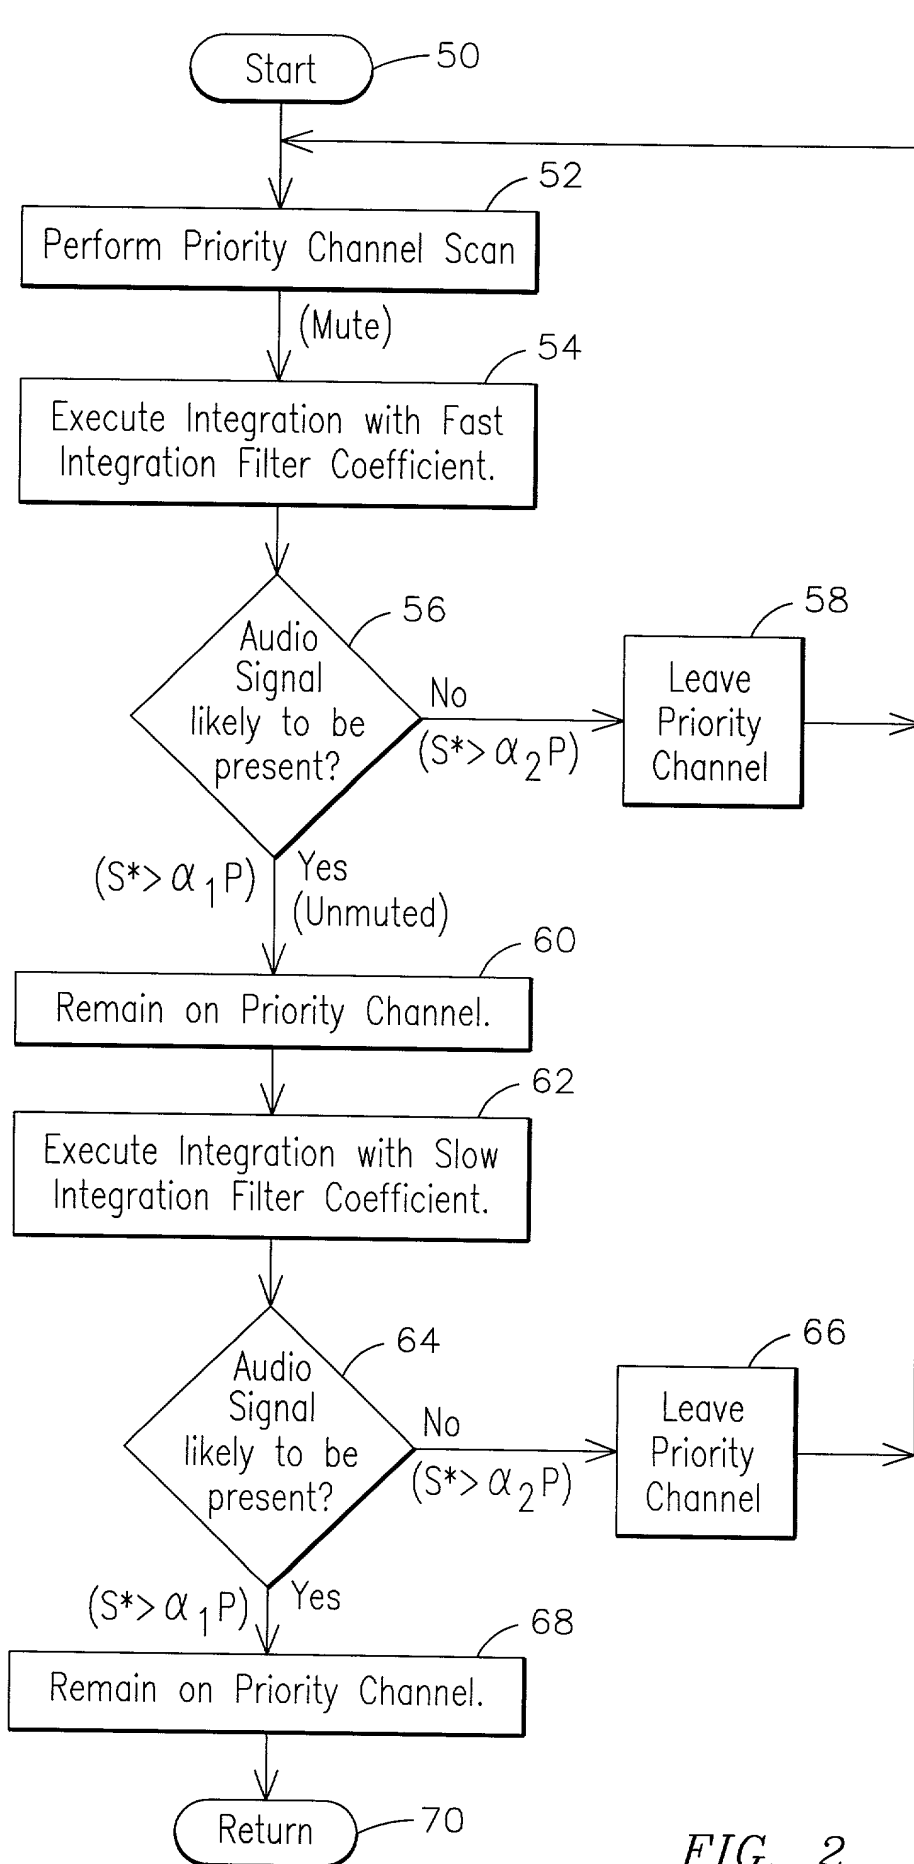 Start
50
52
Perform Priority Channel Scan
(Mute)
54
Execute Integration with Fast
Integration Filter Coefficient.
56
Audio
Signal
likely to be
present?
No
(S*> α₂P)
58
Leave
Priority
Channel
(S*> α₁P)
Yes
(Unmuted)
60
Remain on Priority Channel.
62
Execute Integration with Slow
Integration Filter Coefficient.
64
Audio
Signal
likely to be
present?
No
(S*> α₂P)
66
Leave
Priority
Channel
(S*> α₁P)
Yes
68
Remain on Priority Channel.
Return
70
FIG. 2